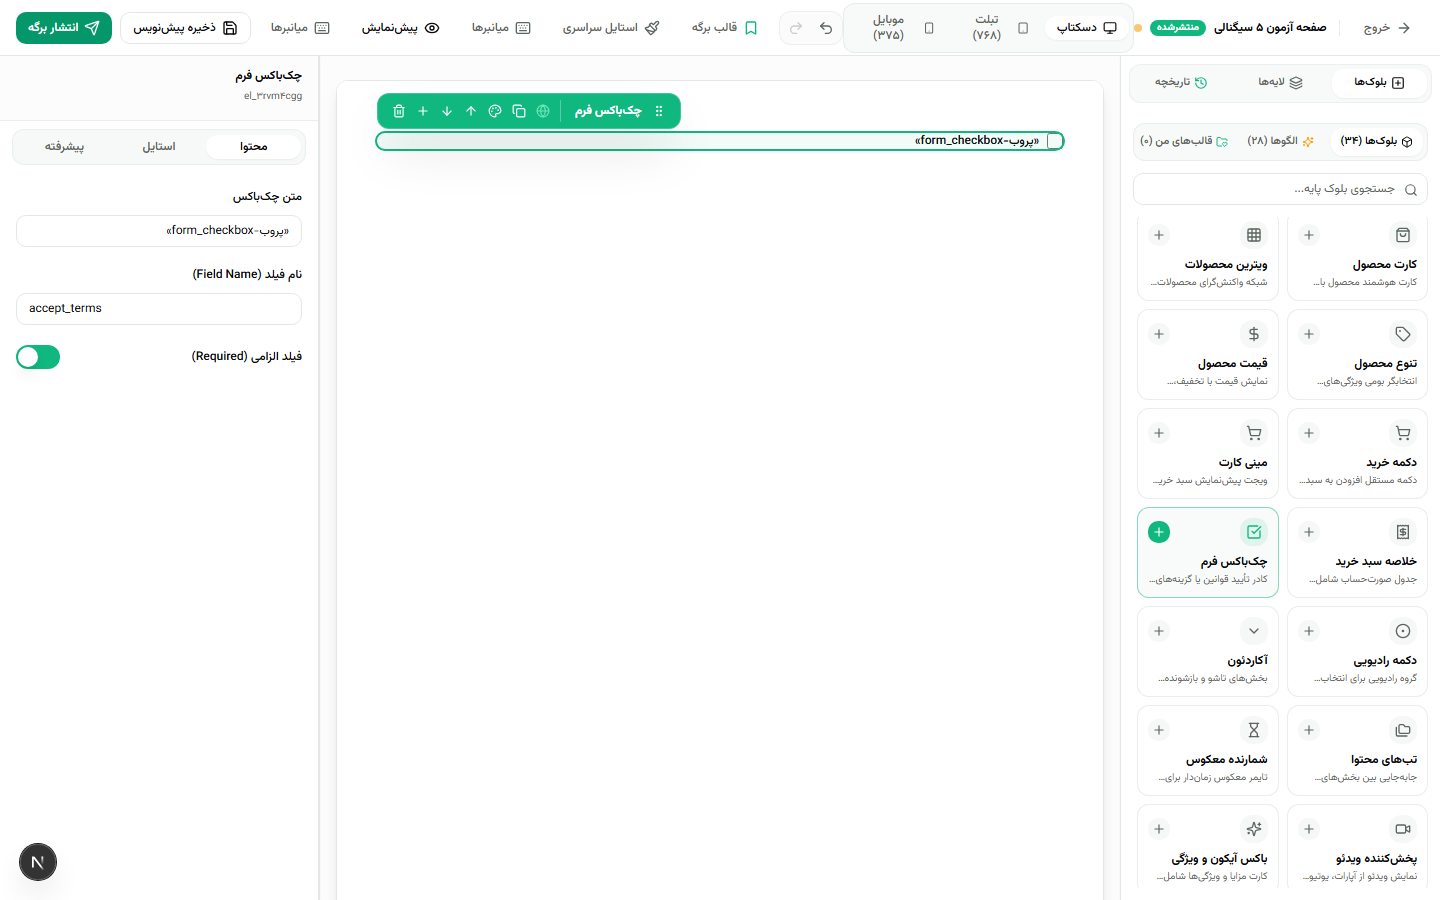 خروج
صفحه آزمون ۵ سیگنالی
منتشرشده
دسکتاپ
تبلت (۷۶۸)
موبایل (۳۷۵)
قالب برگه
استایل سراسری
میانبرها
پیش‌نمایش
میانبرها
ذخیره پیش‌نویس
انتشار برگه
بلوک‌ها
لایه‌ها
تاریخچه
بلوک‌ها (۳۴)
الگوها (۲۸)
قالب‌های من (۰)
جستجوی بلوک پایه...
کارت محصول
کارت هوشمند محصول با...
ویترین محصولات
شبکه واکنش‌گرای محصولات...
تنوع محصول
انتخابگر بومی ویژگی‌های...
قیمت محصول
نمایش قیمت با تخفیف،...
دکمه خرید
دکمه مستقل افزودن به سبد...
مینی کارت
ویجت پیش‌نمایش سبد خرید...
خلاصه سبد خرید
جدول صورت‌حساب شامل...
چک‌باکس فرم
کادر تأیید قوانین یا گزینه‌های...
دکمه رادیویی
گروه رادیویی برای انتخاب...
آکاردئون
بخش‌های تاشو و بازشونده...
تب‌های محتوا
جابه‌جایی بین بخش‌های...
شمارنده معکوس
تایمر معکوس زمان‌دار برای...
پخش‌کننده ویدئو
نمایش ویدئو از آپارات، یوتیوب...
باکس آیکون و ویژگی
کارت مزایا و ویژگی‌ها شامل...
چک‌باکس فرم
«پروب-form_checkbox»
چک‌باکس فرم
el_۳rvm۴cgg
محتوا
استایل
پیشرفته
متن چک‌باکس
«پروب-form_checkbox»
نام فیلد (Field Name)
accept_terms
فیلد الزامی (Required)
N